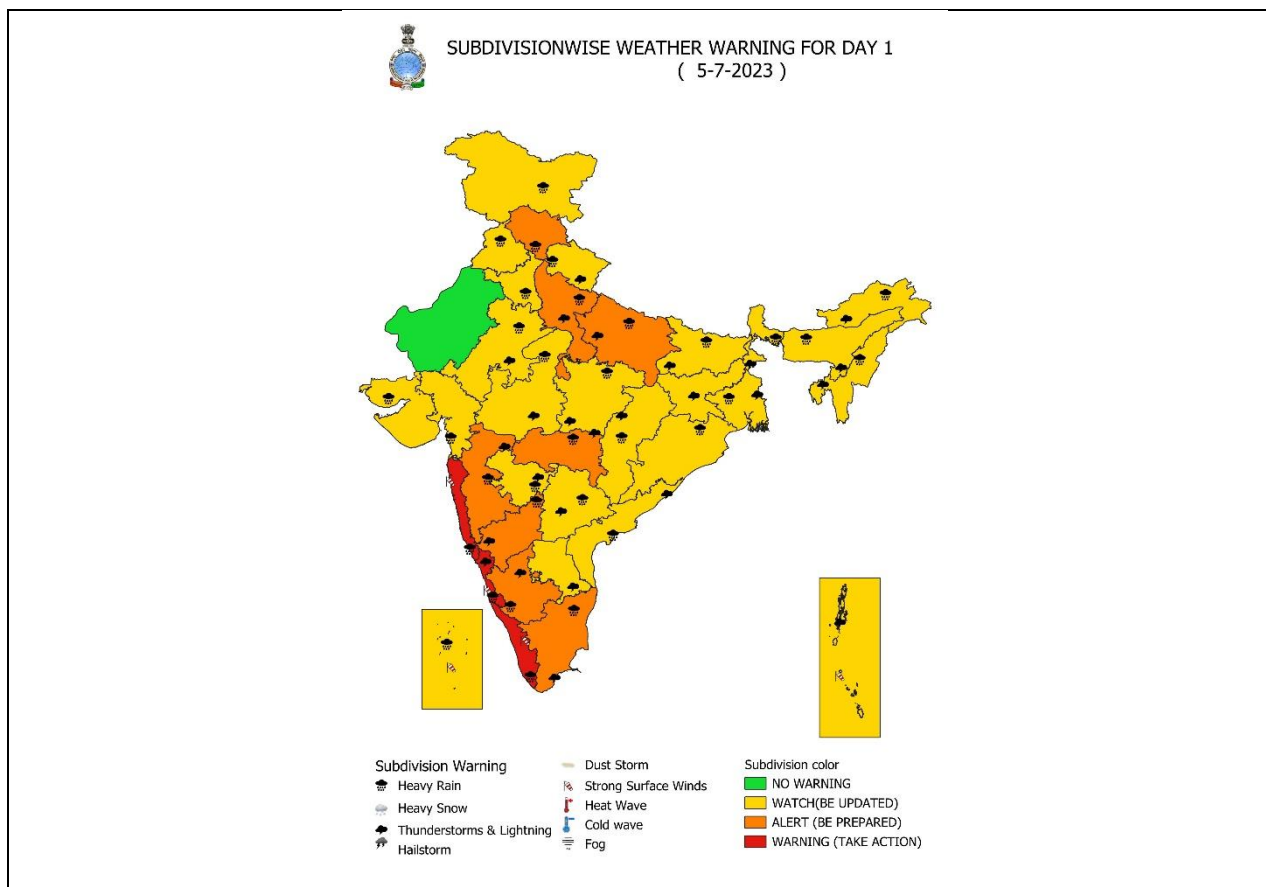 SUBDIVISIONWISE WEATHER WARNING FOR DAY 1
( 5-7-2023 )
Subdivision Warning
Heavy Rain
Heavy Snow
Thunderstorms & Lightning
Hailstorm
Dust Storm
Strong Surface Winds
Heat Wave
Cold wave
Fog
Subdivision color
NO WARNING
WATCH(BE UPDATED)
ALERT (BE PREPARED)
WARNING (TAKE ACTION)